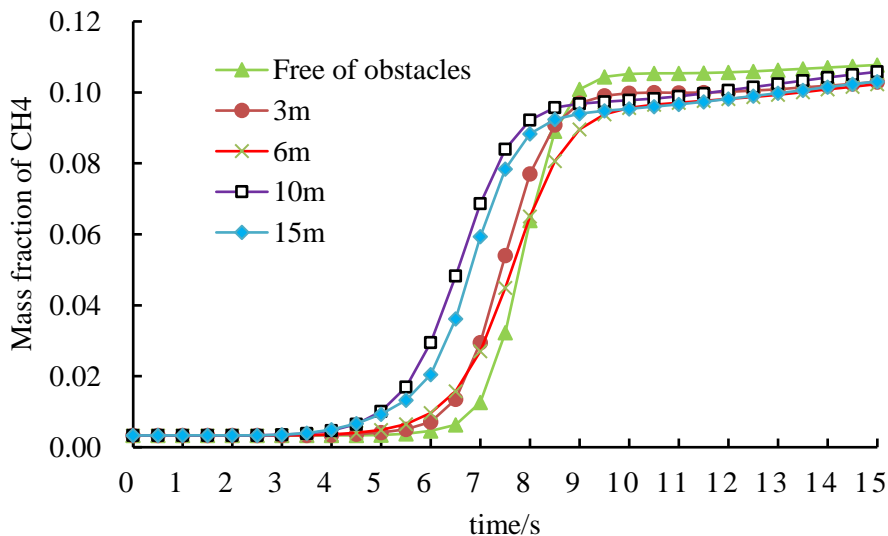 0.12
0.10
0.08
0.06
0.04
0.02
0.00
Mass fraction of CH4
Free of obstacles
3m
6m
10m
15m
0 1 2 3 4 5 6 7 8 9 10 11 12 13 14 15
time/s